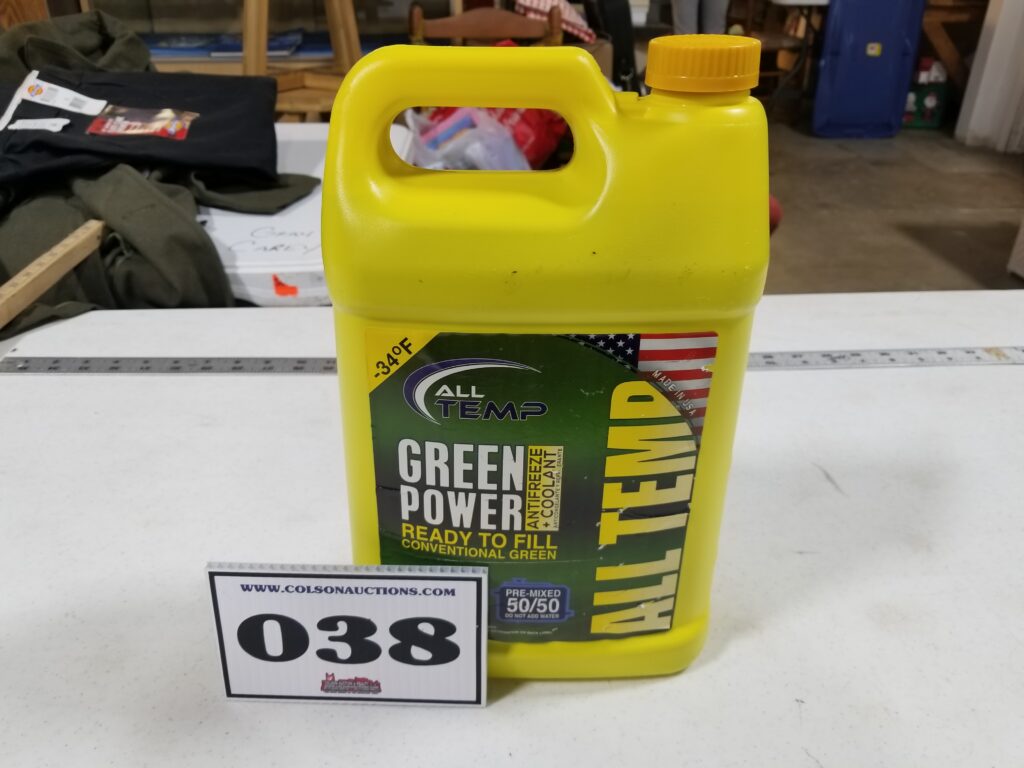 CAREY
-34°F
ALL
TEMP
MADE IN USA
GREEN
POWER
ANTIFREEZE
+ COOLANT
READY TO FILL
CONVENTIONAL GREEN
PRE-MIXED
50/50
DO NOT ADD WATER
ALL TEMP
WWW.COLSONAUCTIONS.COM
038